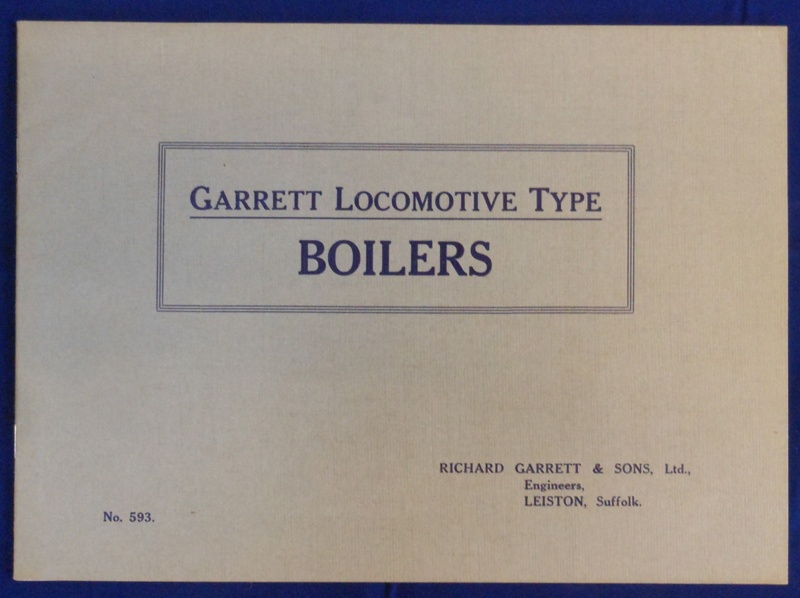 GARRETT LOCOMOTIVE TYPE
BOILERS
RICHARD GARRETT & SONS, Ltd.,
Engineers,
LEISTON, Suffolk.
No. 593.